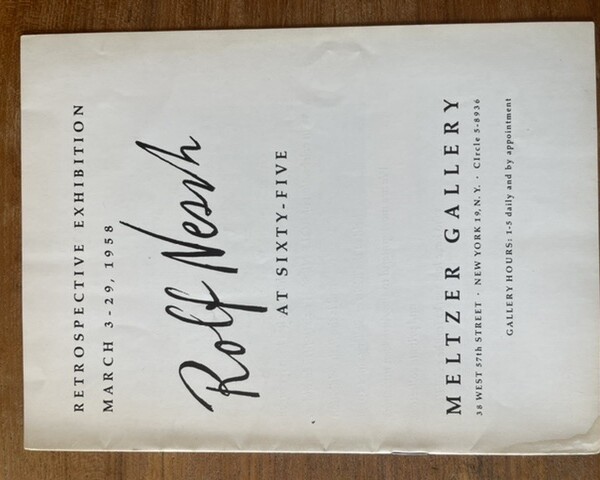 RETROSPECTIVE EXHIBITION
MARCH 3-29, 1958
Rolf Nesch
AT SIXTY-FIVE
MELTZER GALLERY
38 WEST 57th STREET · NEW YORK 19, N.Y. · CIrcle 5-8936
GALLERY HOURS: 1-5 daily and by appointment